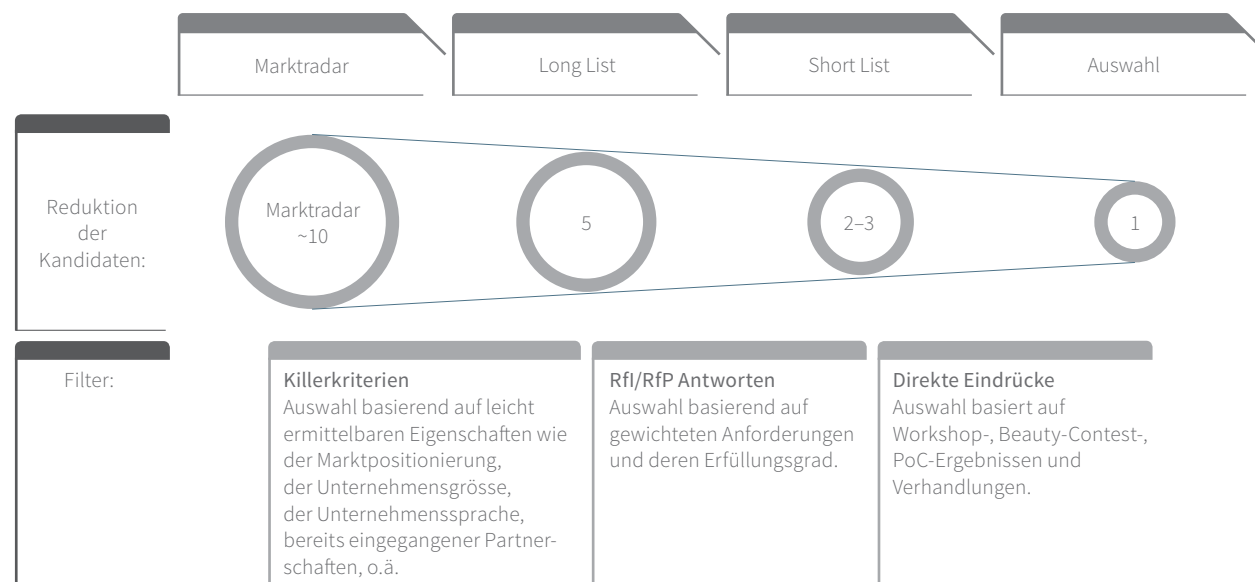 Marktradar
Long List
Short List
Auswahl
Reduktion
der
Kandidaten:
Marktradar
~10
5
2–3
1
Filter:
Killerkriterien
Auswahl basierend auf leicht
ermittelbaren Eigenschaften wie
der Marktpositionierung,
der Unternehmensgrösse,
der Unternehmenssprache,
bereits eingegangener Partner-
schaften, o.ä.
RfI/RfP Antworten
Auswahl basierend auf
gewichteten Anforderungen
und deren Erfüllungsgrad.
Direkte Eindrücke
Auswahl basiert auf
Workshop-, Beauty-Contest-,
PoC-Ergebnissen und
Verhandlungen.